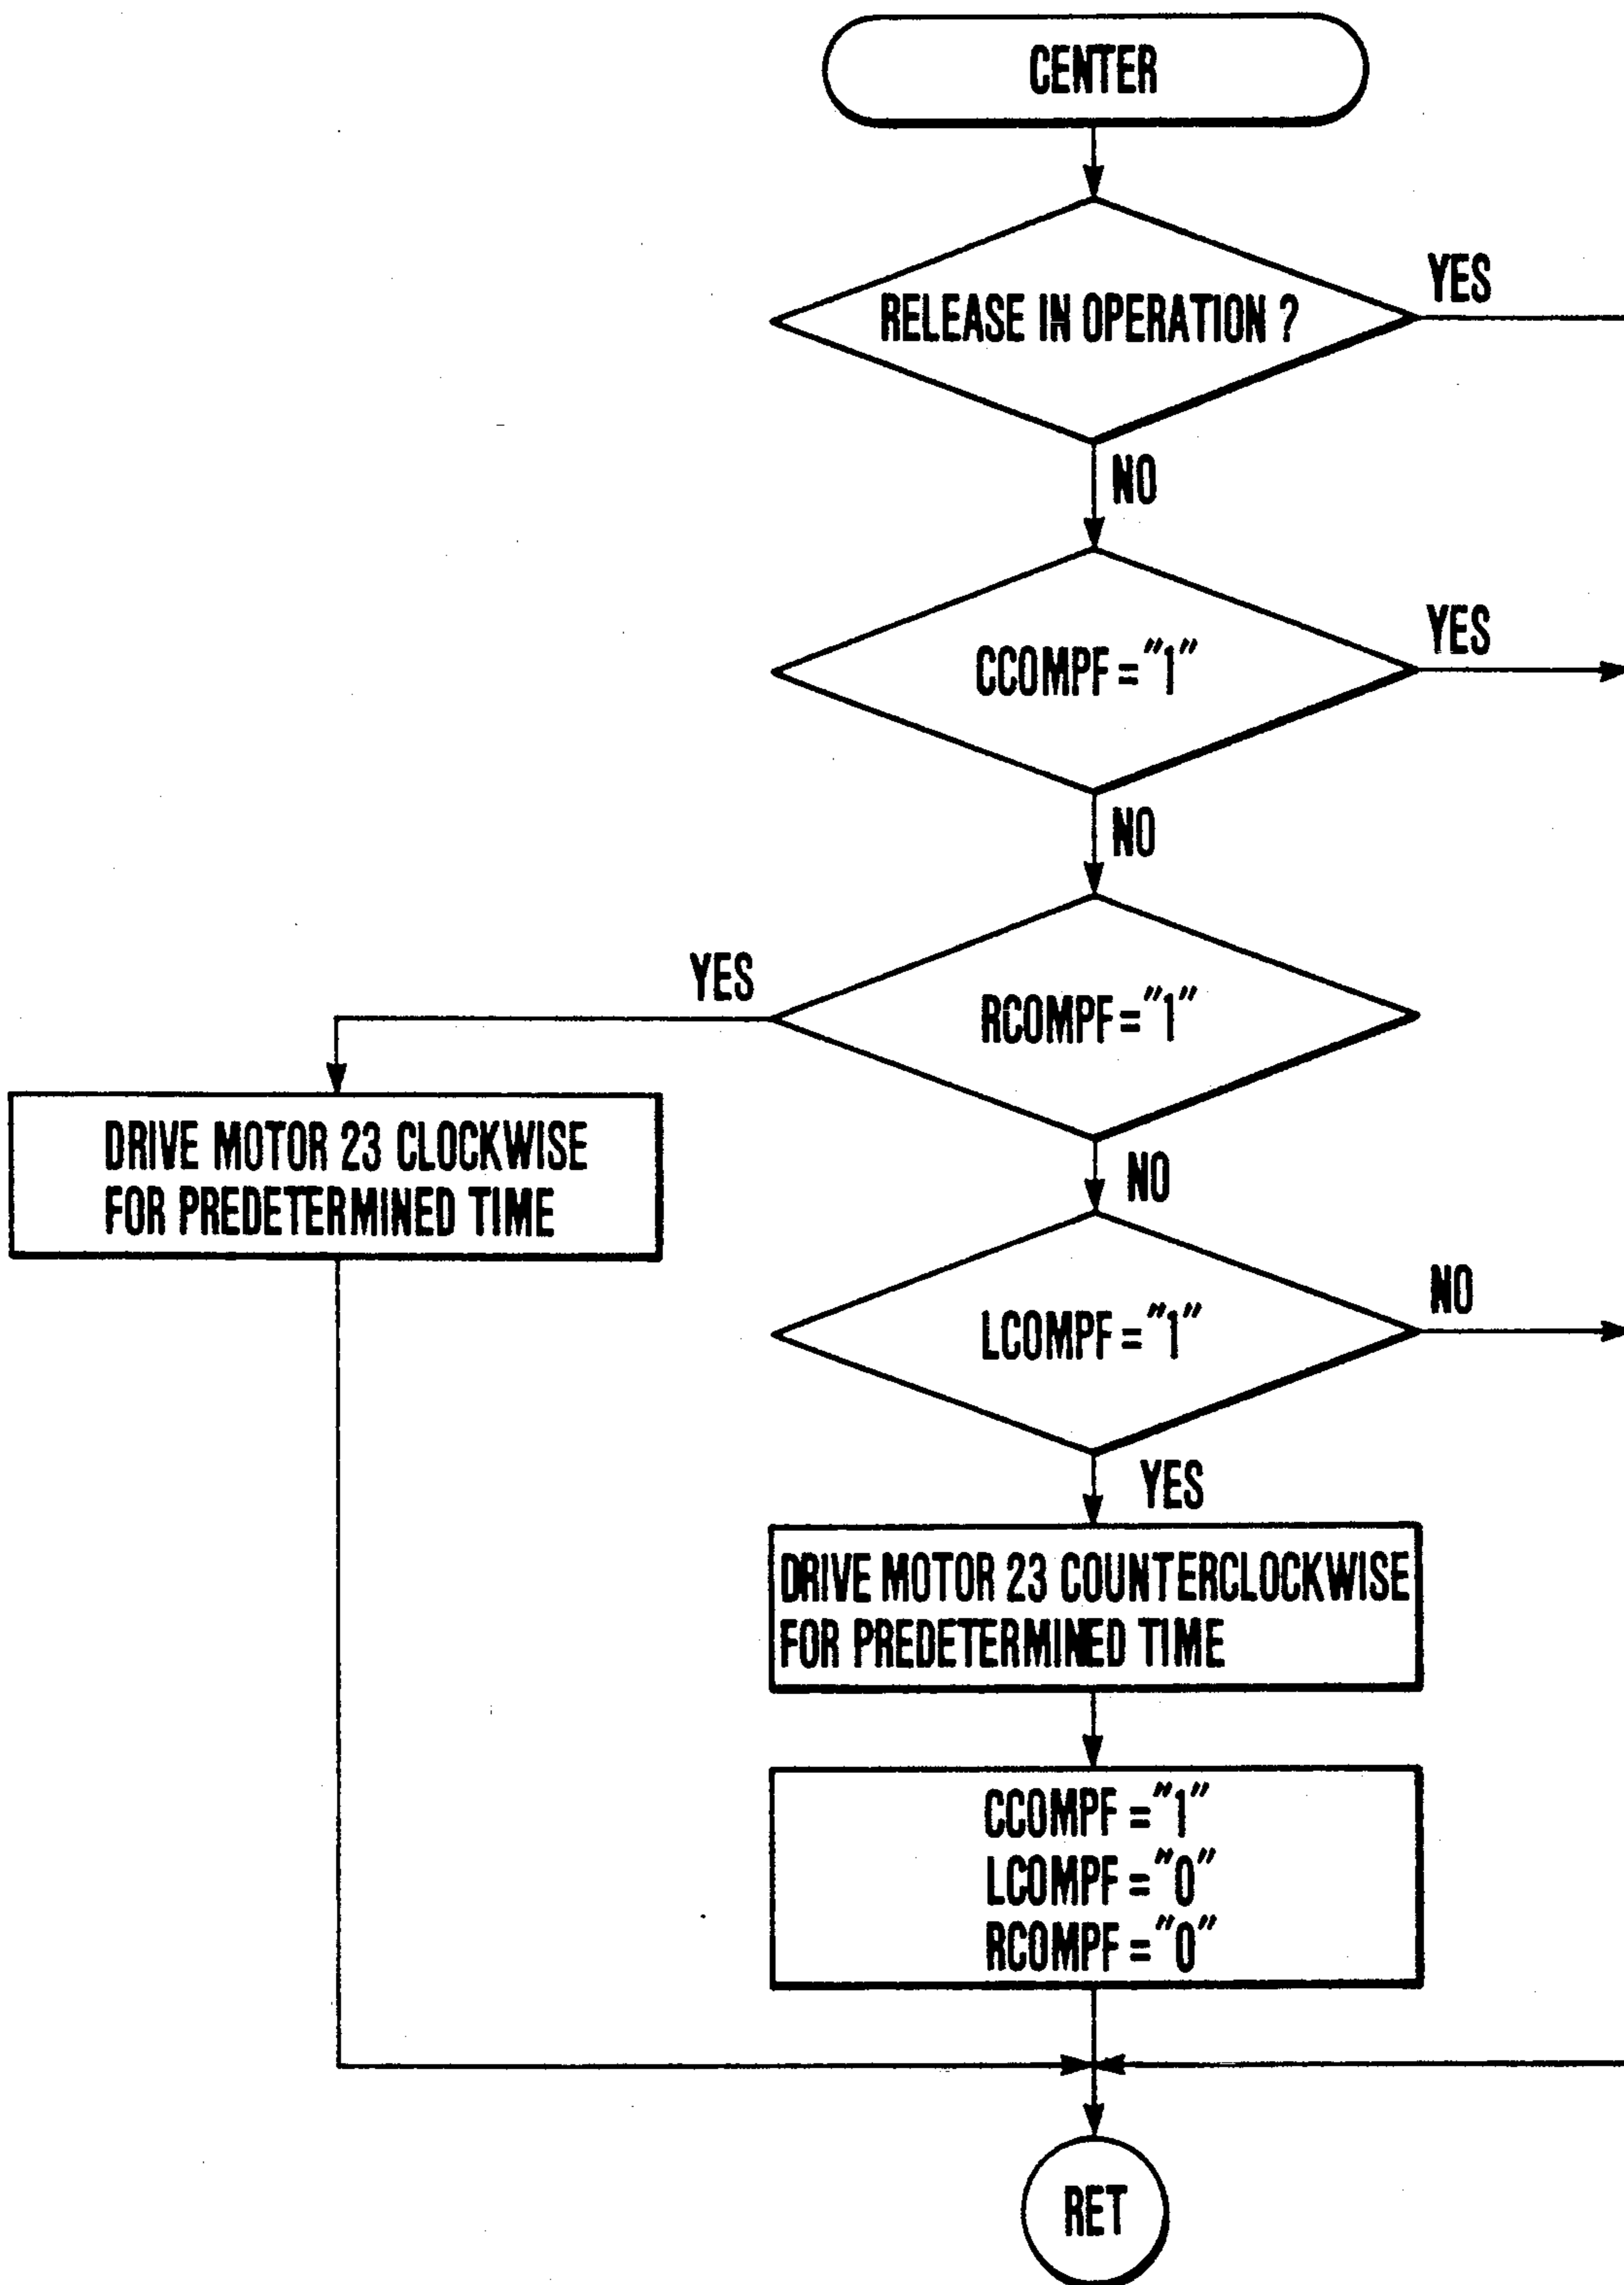 CENTER
RELEASE IN OPERATION ?
YES
NO
CCOMPF = "1"
YES
NO
RCOMPF = "1"
YES
NO
DRIVE MOTOR 23 CLOCKWISE
FOR PREDETERMINED TIME
LCOMPF = "1"
NO
YES
DRIVE MOTOR 23 COUNTERCLOCKWISE
FOR PREDETERMINED TIME
CCOMPF = "1"
LCOMPF = "0"
RCOMPF = "0"
RET